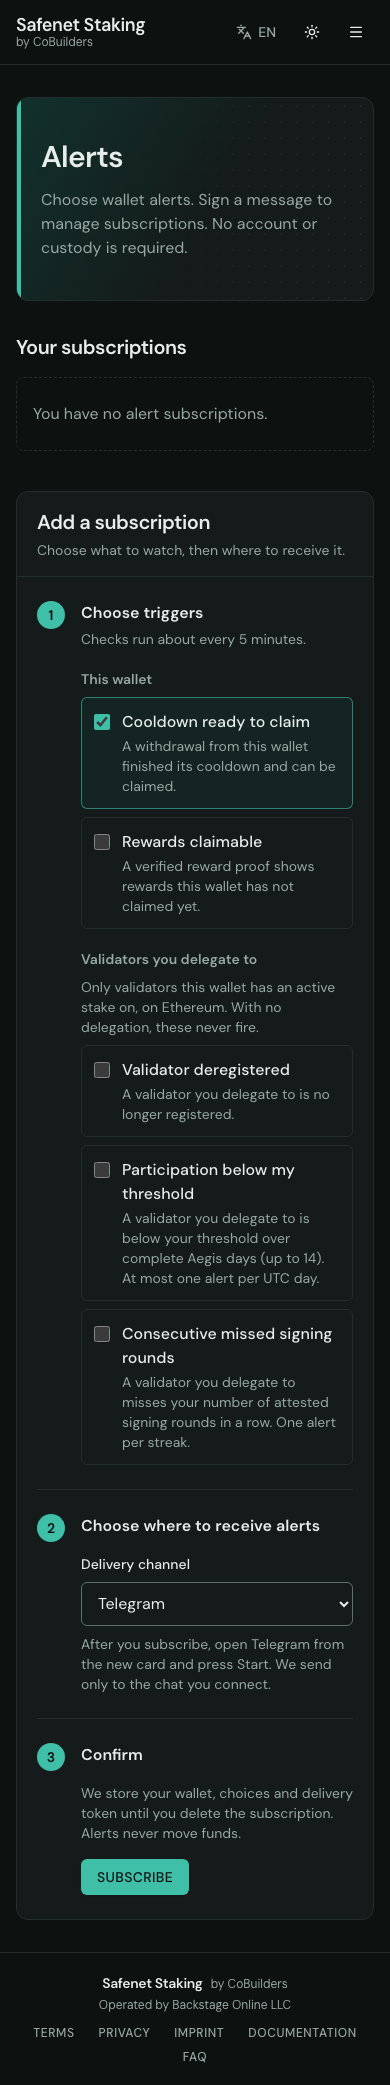 Safenet Staking
by CoBuilders
EN
Alerts
Choose wallet alerts. Sign a message to
manage subscriptions. No account or
custody is required.
Your subscriptions
You have no alert subscriptions.
Add a subscription
Choose what to watch, then where to receive it.
1
Choose triggers
Checks run about every 5 minutes.
This wallet
Cooldown ready to claim
A withdrawal from this wallet
finished its cooldown and can be
claimed.
Rewards claimable
A verified reward proof shows
rewards this wallet has not
claimed yet.
Validators you delegate to
Only validators this wallet has an active
stake on, on Ethereum. With no
delegation, these never fire.
Validator deregistered
A validator you delegate to is no
longer registered.
Participation below my
threshold
A validator you delegate to is
below your threshold over
complete Aegis days (up to 14).
At most one alert per UTC day.
Consecutive missed signing
rounds
A validator you delegate to
misses your number of attested
signing rounds in a row. One alert
per streak.
2
Choose where to receive alerts
Delivery channel
Telegram
After you subscribe, open Telegram from
the new card and press Start. We send
only to the chat you connect.
3
Confirm
We store your wallet, choices and delivery
token until you delete the subscription.
Alerts never move funds.
SUBSCRIBE
Safenet Staking by CoBuilders
Operated by Backstage Online LLC
TERMS PRIVACY IMPRINT DOCUMENTATION
FAQ